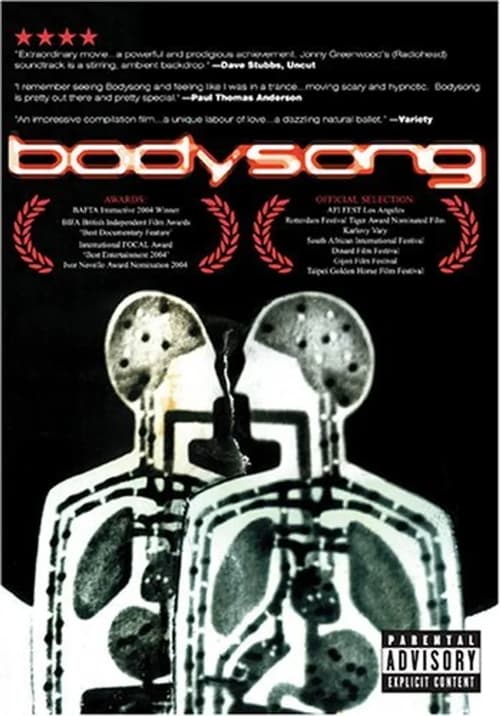 "Extraordinary movie...a powerful and prodigious achievement. Jonny Greenwood's (Radiohead)
soundtrack is a stirring, ambient backdrop." —Dave Stubbs, Uncut
"I remember seeing Bodysong and feeling like I was in a trance...moving scary and hypnotic. Bodysong
is pretty out there and pretty special." —Paul Thomas Anderson
"An impressive compilation film...a unique labour of love...a dazzling natural ballet." —Variety
bodysong
AWARDS:
BAFTA Interactive 2004 Winner
BIFA British Independent Film Awards
"Best Documentary Feature"
International FOCAL Award
"Best Entertainment 2004"
Ivor Novello Award Nomination 2004
OFFICIAL SELECTION:
AFI FEST Los Angeles
Rotterdam Festival Tiger Award Nominated Film
Karlovy Vary
South African International Festival
Dinard Film Festival
Gijon Film Festival
Taipei Golden Horse Film Festival
PARENTAL
ADVISORY
EXPLICIT CONTENT